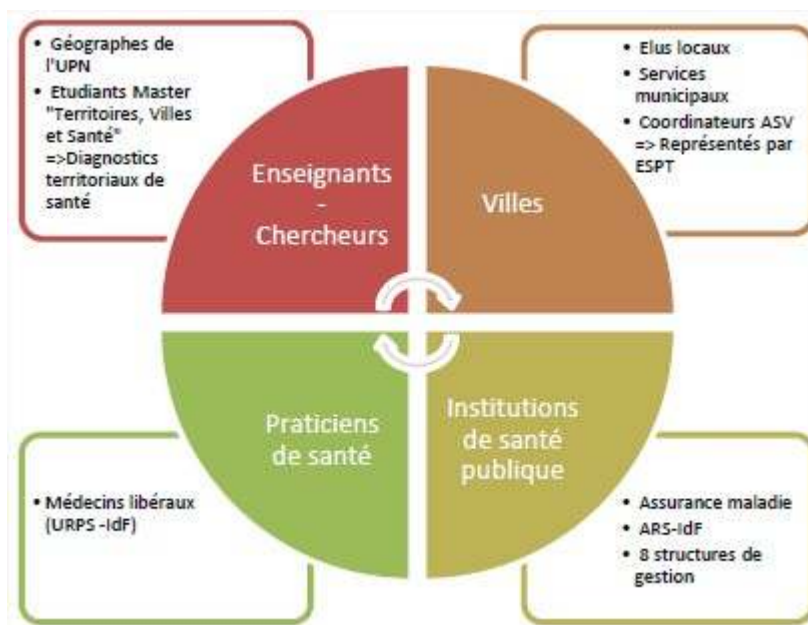 • Géographes de
l'UPN
• Etudiants Master
"Territoires, Villes
et Santé"
=>Diagnostics
territoriaux de
santé
Enseignants
-
Chercheurs
• Elus locaux
• Services
municipaux
• Coordinateurs ASV
=> Représentés par
ESPT
Villes
• Médecins libéraux
(URPS -IdF)
Praticiens
de santé
Institutions
de santé
publique
• Assurance maladie
• ARS-IdF
• 8 structures de
gestion